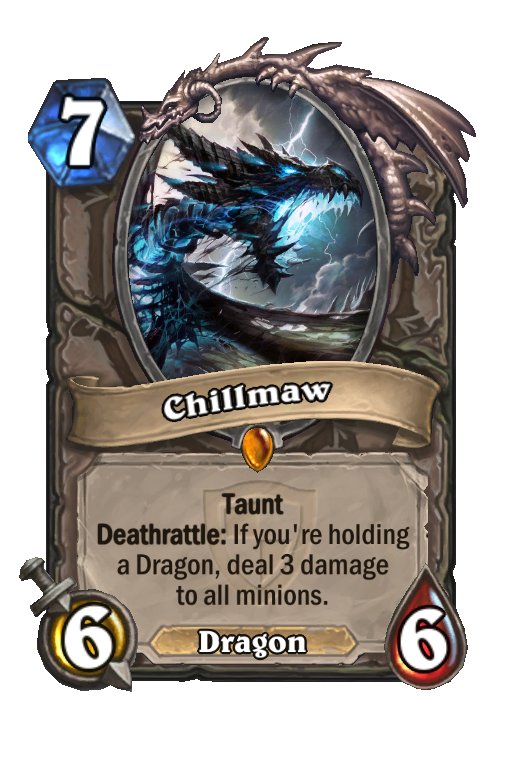 7
Chillmaw
Taunt
Deathrattle: If you're holding
a Dragon, deal 3 damage
to all minions.
6
Dragon
6